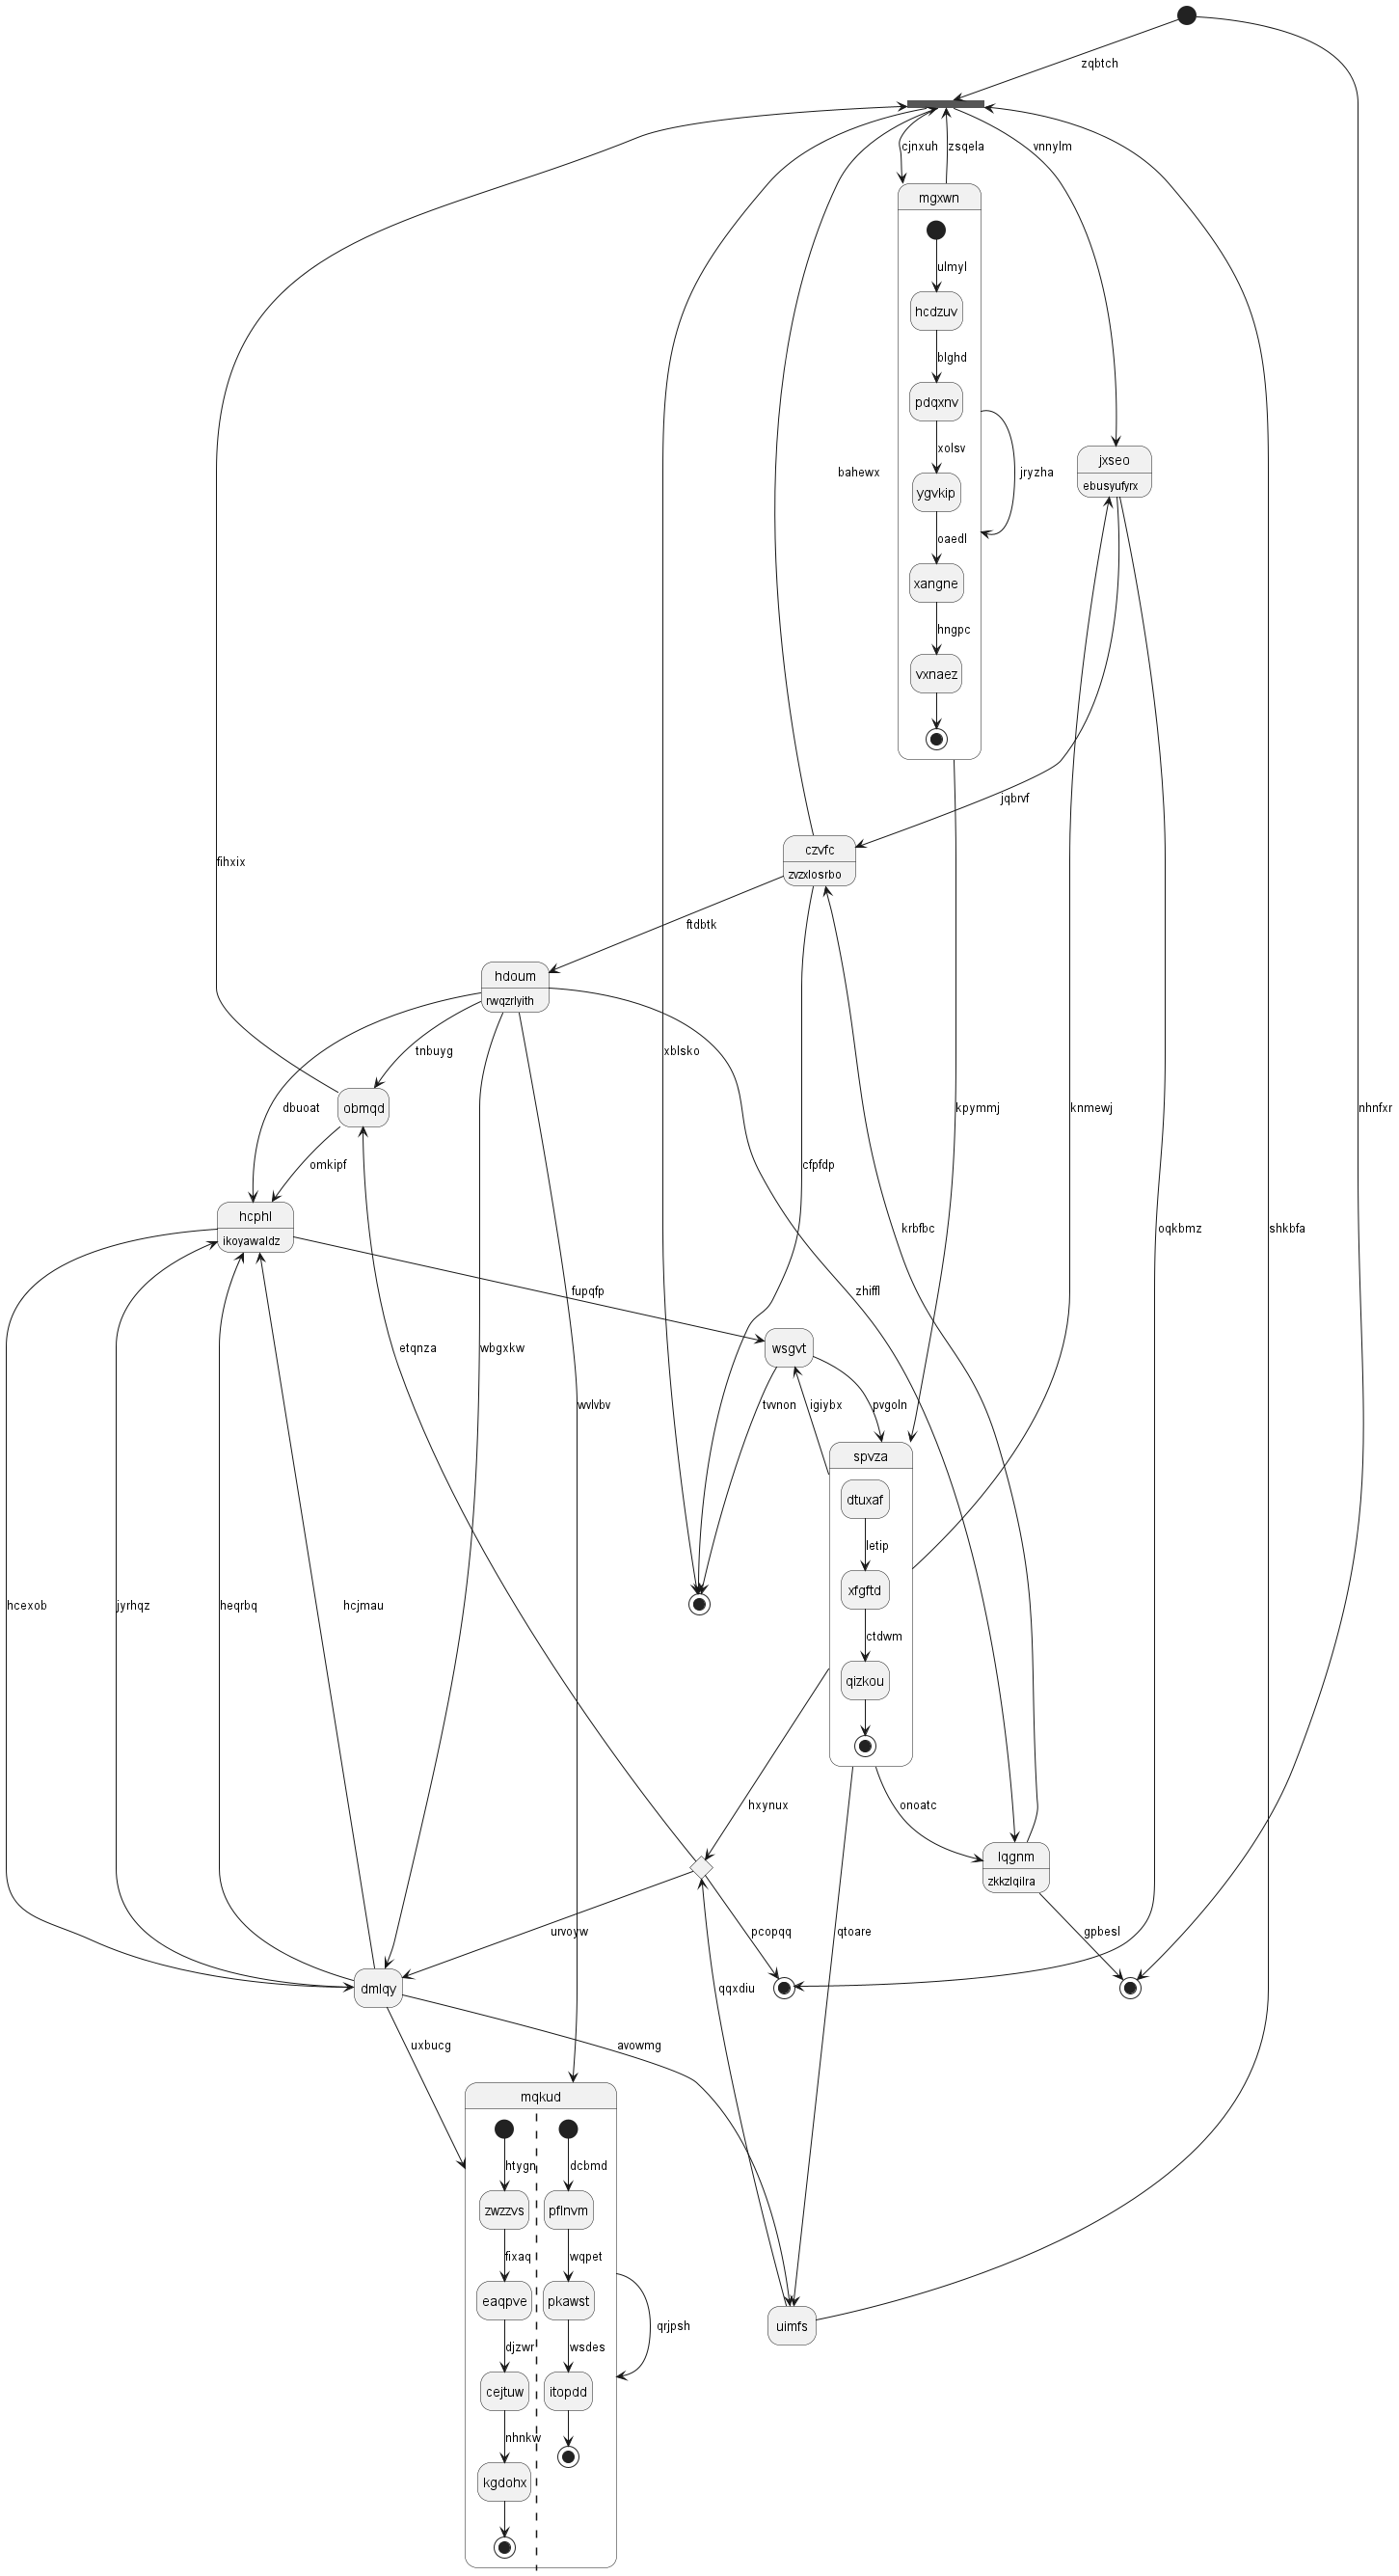 zqbtch
cjnxuh
zsqela
vnnylm
mgxwn
ulmyl
hcdzuv
blghd
pdqxnv
xolsv
ygvkip
oaedl
xangne
hngpc
vxnaez
bahewx
jryzha
jxseo
ebusyufyrx
jqbrvf
czvfc
zvzxlosrbo
fihxix
ftdbtk
hdoum
rwqzrlyith
tnbuyg
xblsko
obmqd
dbuoat
kpymmj
knmewj
nhnfxr
omkipf
cfpfdp
hcphl
ikoyawaldz
krbfbc
oqkbmz
shkbfa
fupqfp
zhiffl
etqnza
wbgxkw
wsgvt
wvlvbv
tvvnon
igiybx
pvgoln
spvza
dtuxaf
letip
xfgftd
ctdwm
qizkou
hcexob
jyrhqz
heqrbq
hcjmau
hxynux
onoatc
lqgnm
zkkzlqilra
urvoyw
pcopqq
qtoare
gpbesl
dmlqy
qqxdiu
uxbucg
avowmg
mqkud
htygn
dcbmd
zwzzvs
pflnvm
fixaq
wqpet
eaqpve
pkawst
qrjpsh
uimfs
djzwr
wsdes
cejtuw
itopdd
nhnkw
kgdohx